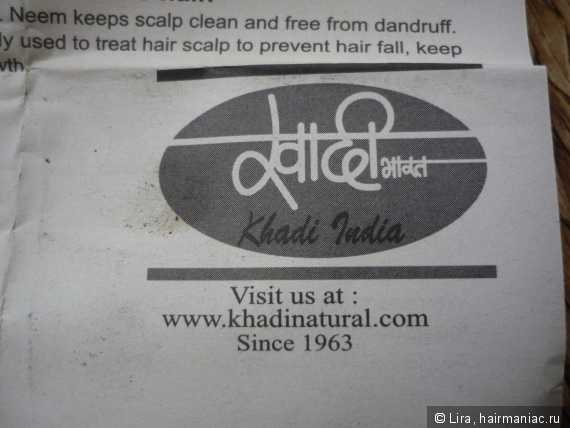 . Neem keeps scalp clean and free from dandruff.
ly used to treat hair scalp to prevent hair fall, keep
wth
खादी
भारत
Khadi India
Visit us at :
www.khadinatural.com
Since 1963
© Lira, hairmaniac.ru